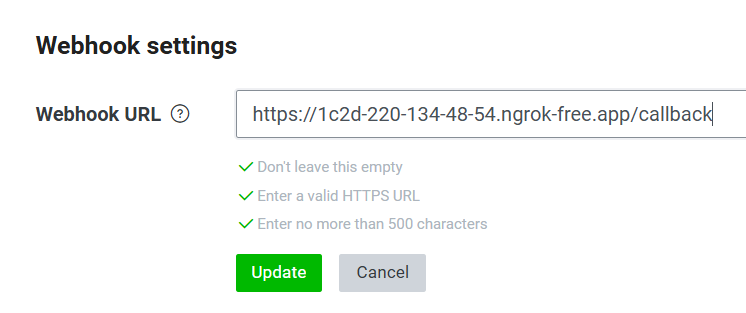 Webhook settings
Webhook URL ?
https://1c2d-220-134-48-54.ngrok-free.app/callback
Don't leave this empty
Enter a valid HTTPS URL
Enter no more than 500 characters
Update Cancel